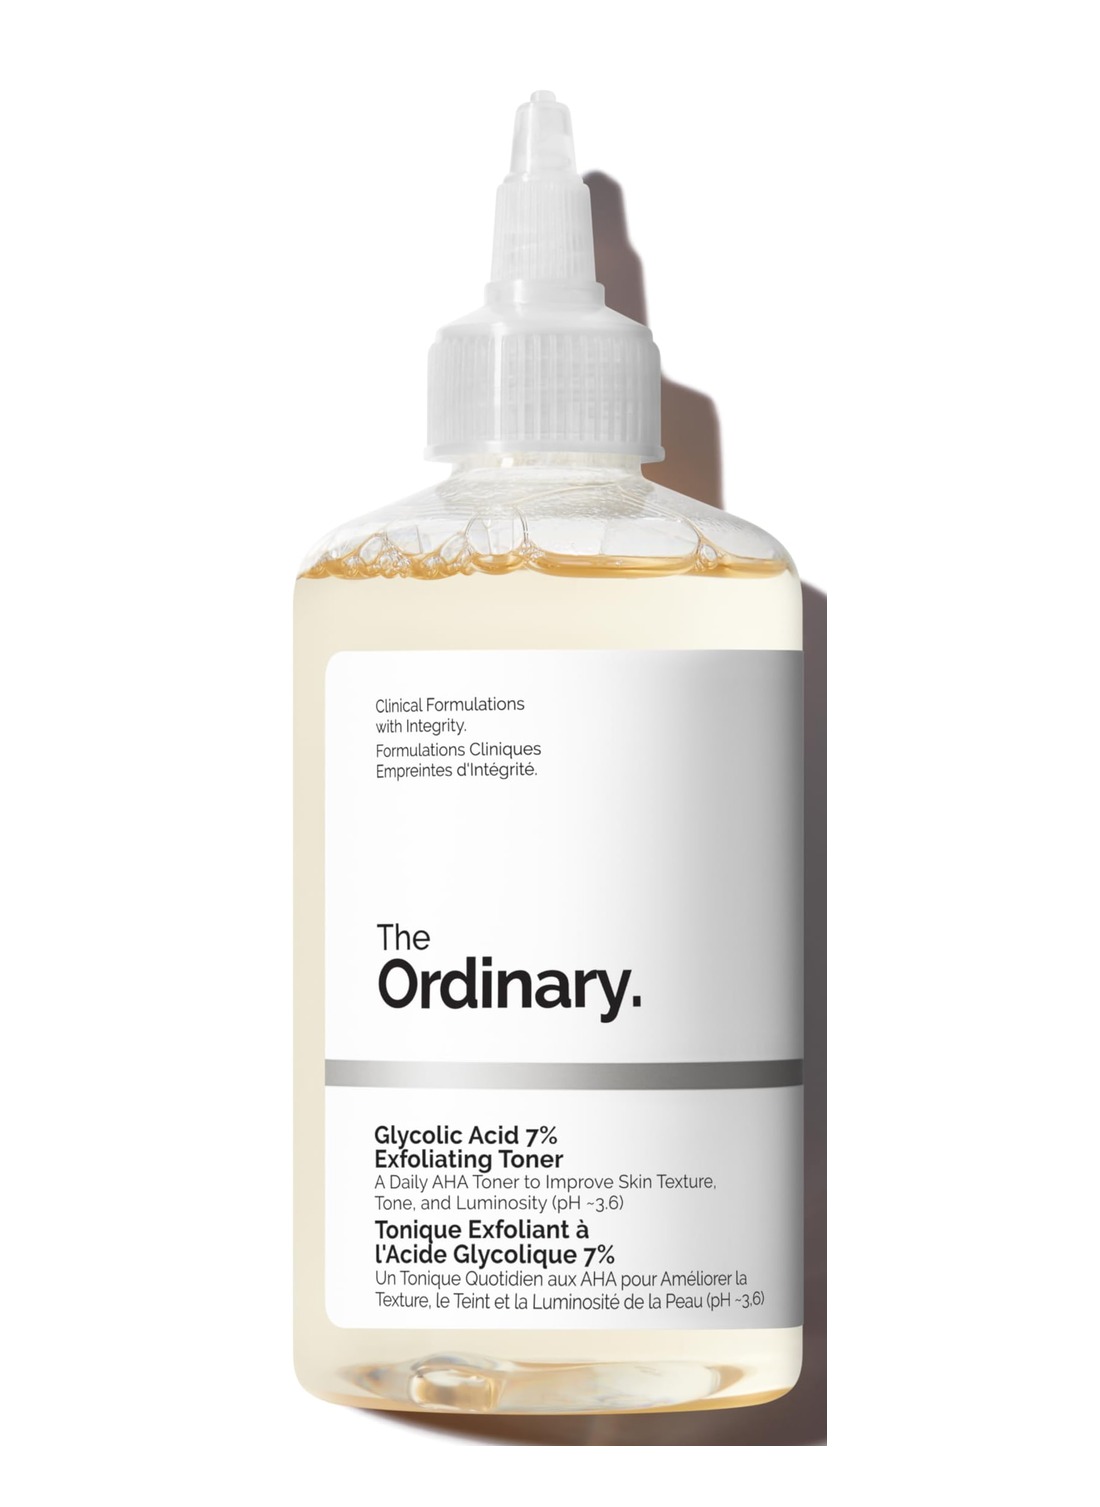 Clinical Formulations
with Integrity.
Formulations Cliniques
Empreintes d'Intégrité.
The
Ordinary.
Glycolic Acid 7%
Exfoliating Toner
A Daily AHA Toner to Improve Skin Texture,
Tone, and Luminosity (pH ~3.6)
Tonique Exfoliant à
l'Acide Glycolique 7%
Un Tonique Quotidien aux AHA pour Améliorer la
Texture, le Teint et la Luminosité de la Peau (pH ~3,6)